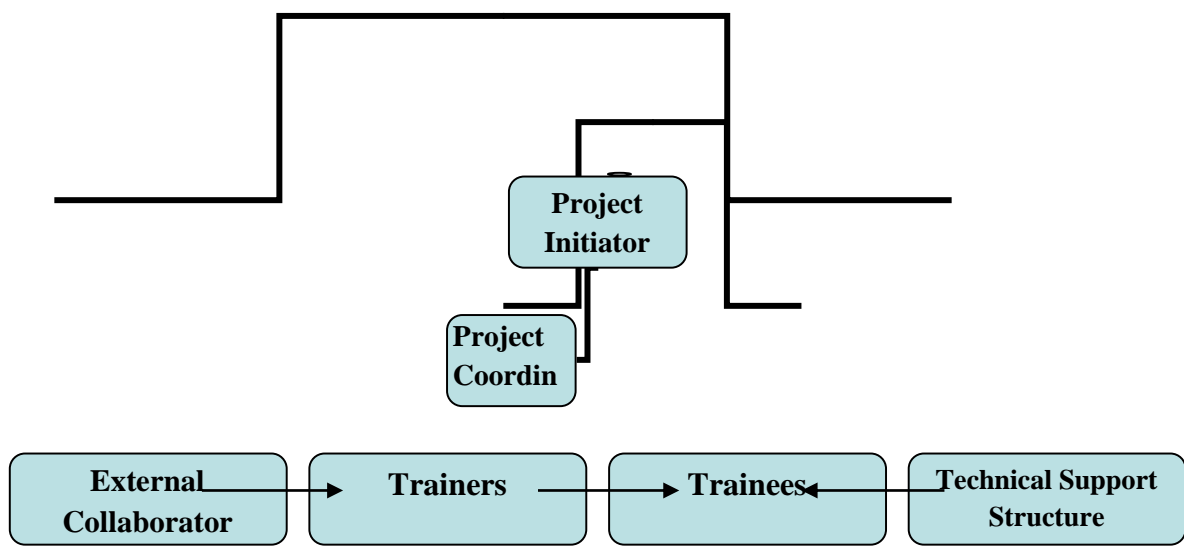 Project
Initiator
Project
Coordin
External
Collaborator
Trainers
Trainees
Technical Support
Structure